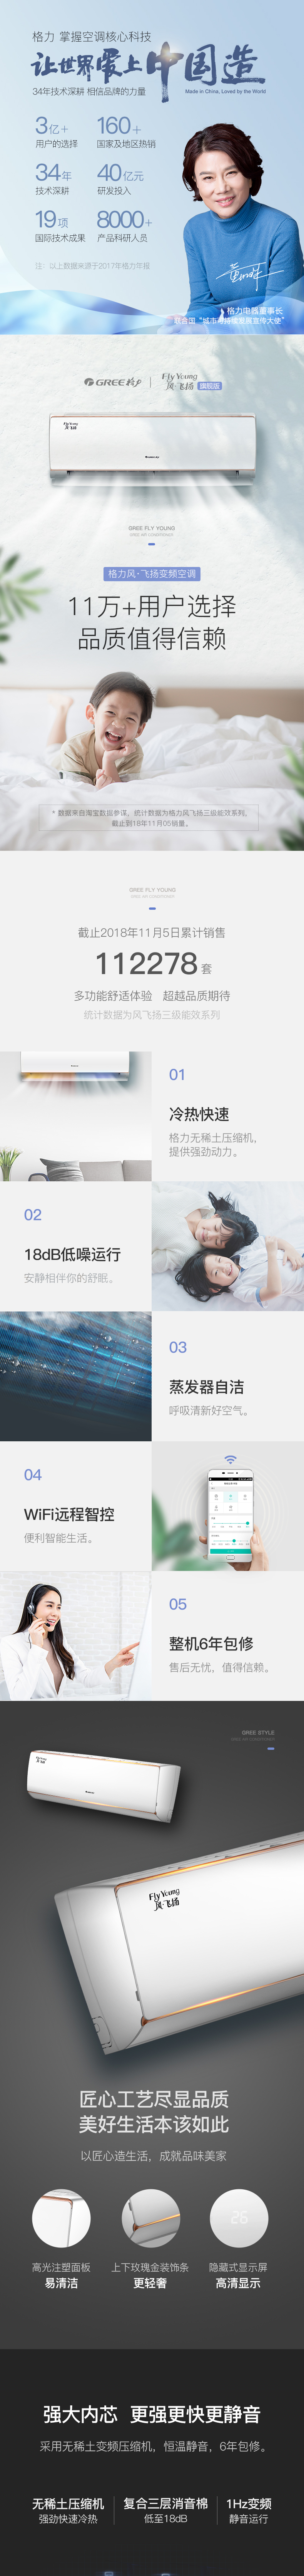 格力 掌握空调核心科技
让世界爱上中国造
34年技术深耕 相信品牌的力量
Made in China, Loved by the World
3亿+
用户的选择
160+
国家及地区热销
34年
技术深耕
40亿元
研发投入
19项
国际技术成果
8000+
产品科研人员
注：以上数据来源于2017年格力年报
格力电器董事长
联合国“城市可持续发展宣传大使”
GREE格力
Fly Young
风·飞扬
旗舰版
Fly Young
风·飞扬
GREE FLY YOUNG
GREE AIR CONDITIONER
格力风·飞扬变频空调
11万+用户选择
品质值得信赖
* 数据来自淘宝数据参谋，统计数据为格力风飞扬三级能效系列，
截止到18年11月05销量。
GREE FLY YOUNG
GREE AIR CONDITIONER
截止2018年11月5日累计销售
112278 套
多功能舒适体验 超越品质期待
统计数据为风飞扬三级能效系列
01
冷热快速
格力无稀土压缩机，
提供强劲动力。
02
18dB低噪运行
安静相伴你的舒眠。
03
蒸发器自洁
呼吸清新好空气。
04
WiFi远程智控
便利智能生活。
05
整机6年包修
售后无忧，值得信赖。
GREE STYLE
GREE AIR CONDITIONER
Fly Young
风·飞扬
Fly Young
风·飞扬
匠心工艺尽显品质
美好生活本该如此
以匠心造生活，成就品味美家
26
高光注塑面板
易清洁
上下玫瑰金装饰条
更轻奢
隐藏式显示屏
高清显示
强大内芯 更强更快更静音
采用无稀土变频压缩机，恒温静音，6年包修。
无稀土压缩机
强劲快速冷热
复合三层消音棉
低至18dB
1Hz变频
静音运行